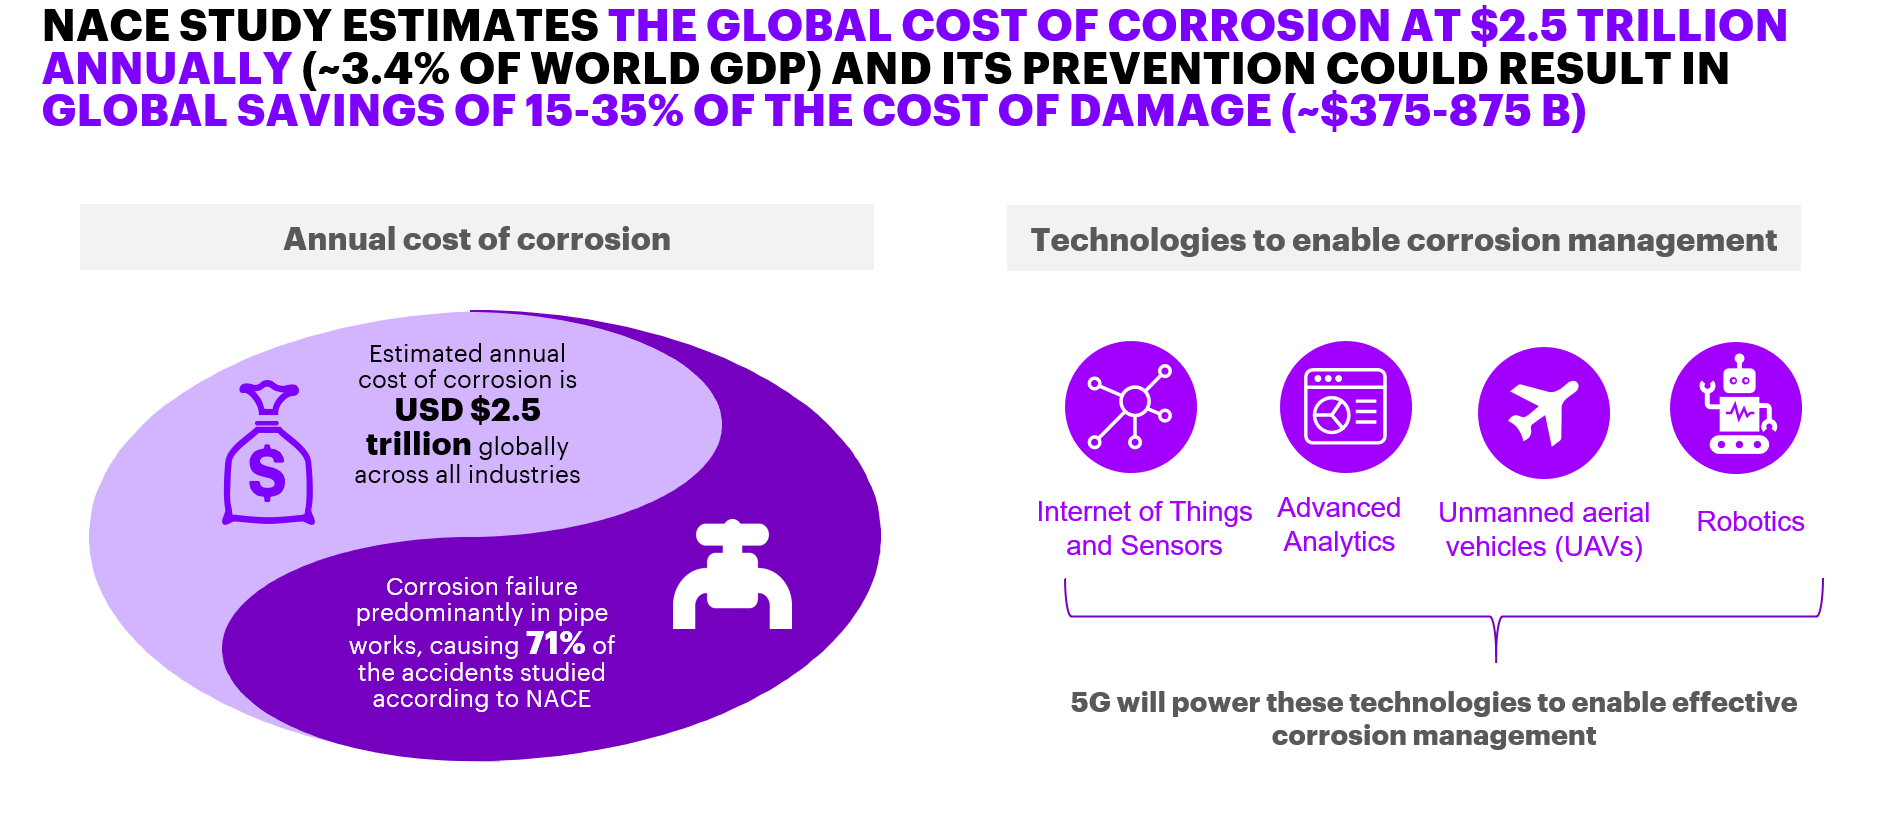 NACE STUDY ESTIMATES THE GLOBAL COST OF CORROSION AT $2.5 TRILLION
ANNUALLY (~3.4% OF WORLD GDP) AND ITS PREVENTION COULD RESULT IN
GLOBAL SAVINGS OF 15-35% OF THE COST OF DAMAGE (~$375-875 B)
Annual cost of corrosion
Estimated annual
cost of corrosion is
USD $2.5
trillion globally
across all industries
$
Corrosion failure
predominantly in pipe
works, causing 71% of
the accidents studied
according to NACE
Technologies to enable corrosion management
Internet of Things
and Sensors
Advanced
Analytics
Unmanned aerial
vehicles (UAVs)
Robotics
5G will power these technologies to enable effective
corrosion management